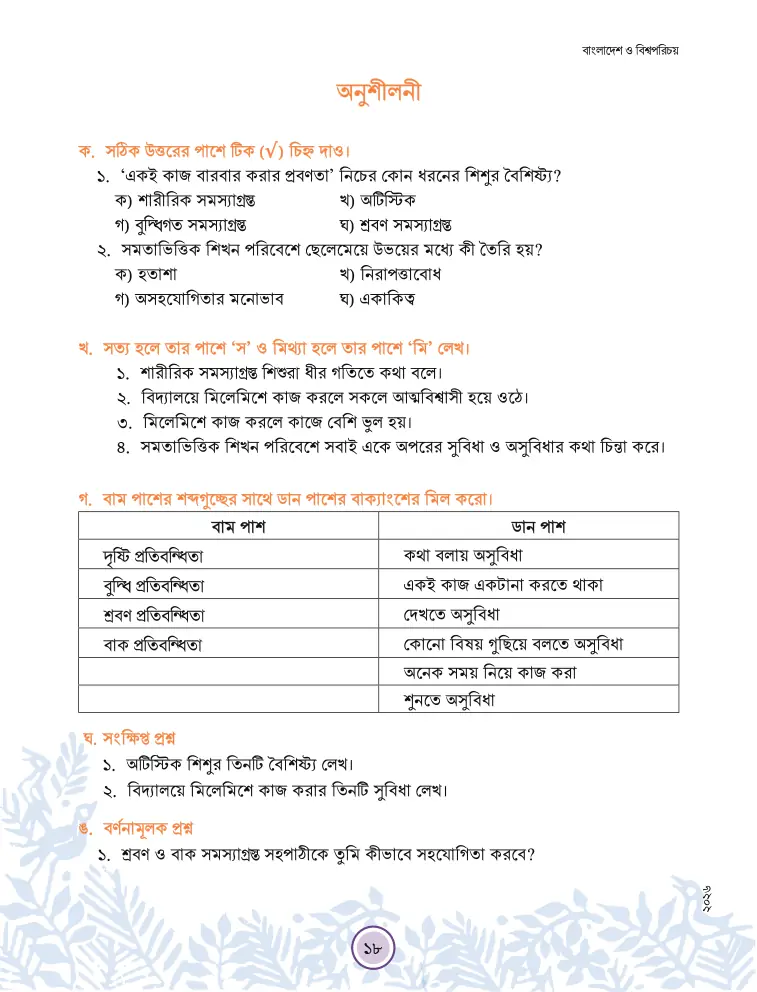 বাংলাদেশ ও বিশ্বপরিচয়
অনুশীলনী
ক. সঠিক উত্তরের পাশে টিক (√) চিহ্ন দাও।
১. ‘একই কাজ বারবার করার প্রবণতা’ নিচের কোন ধরনের শিশুর বৈশিষ্ট্য?
ক) শারীরিক সমস্যাগ্রস্ত খ) অটিস্টিক
গ) বুদ্ধিগত সমস্যাগ্রস্ত ঘ) শ্রবণ সমস্যাগ্রস্ত
২. সমতাভিত্তিক শিখন পরিবেশে ছেলেমেয়ে উভয়ের মধ্যে কী তৈরি হয়?
ক) হতাশা খ) নিরাপত্তাবোধ
গ) অসহযোগিতার মনোভাব ঘ) একাকিত্ব
খ. সত্য হলে তার পাশে ‘স’ ও মিথ্যা হলে তার পাশে ‘মি’ লেখ।
১. শারীরিক সমস্যাগ্রস্ত শিশুরা ধীর গতিতে কথা বলে।
২. বিদ্যালয়ে মিলেমিশে কাজ করলে সকলে আত্মবিশ্বাসী হয়ে ওঠে।
৩. মিলেমিশে কাজ করলে কাজে বেশি ভুল হয়।
৪. সমতাভিত্তিক শিখন পরিবেশে সবাই একে অপরের সুবিধা ও অসুবিধার কথা চিন্তা করে।
গ. বাম পাশের শব্দগুচ্ছের সাথে ডান পাশের বাক্যাংশের মিল করো।
বাম পাশ ডান পাশ
দৃষ্টি প্রতিবন্ধিতা কথা বলায় অসুবিধা
বুদ্ধি প্রতিবন্ধিতা একই কাজ একটানা করতে থাকা
শ্রবণ প্রতিবন্ধিতা দেখতে অসুবিধা
বাক প্রতিবন্ধিতা কোনো বিষয় গুছিয়ে বলতে অসুবিধা
অনেক সময় নিয়ে কাজ করা
শুনতে অসুবিধা
ঘ. সংক্ষিপ্ত প্রশ্ন
১. অটিস্টিক শিশুর তিনটি বৈশিষ্ট্য লেখ।
২. বিদ্যালয়ে মিলেমিশে কাজ করার তিনটি সুবিধা লেখ।
ঙ. বর্ণনামূলক প্রশ্ন
১. শ্রবণ ও বাক সমস্যাগ্রস্ত সহপাঠীকে তুমি কীভাবে সহযোগিতা করবে?
২০২৬
১৮